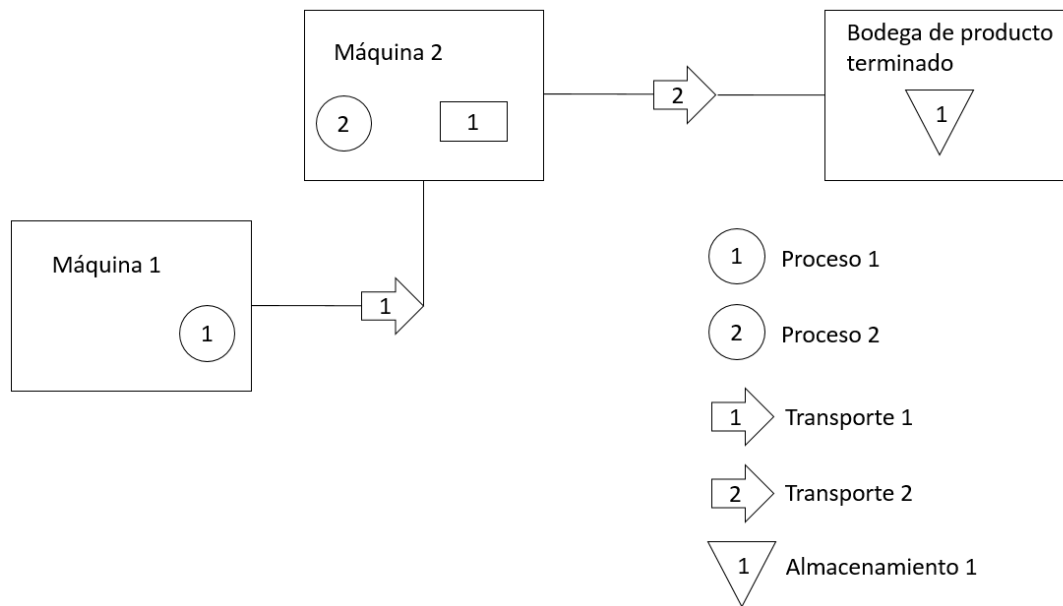 Máquina 2
2
1
2
Bodega de producto
terminado
1
Máquina 1
1
1
1 Proceso 1
2 Proceso 2
1 Transporte 1
2 Transporte 2
1 Almacenamiento 1